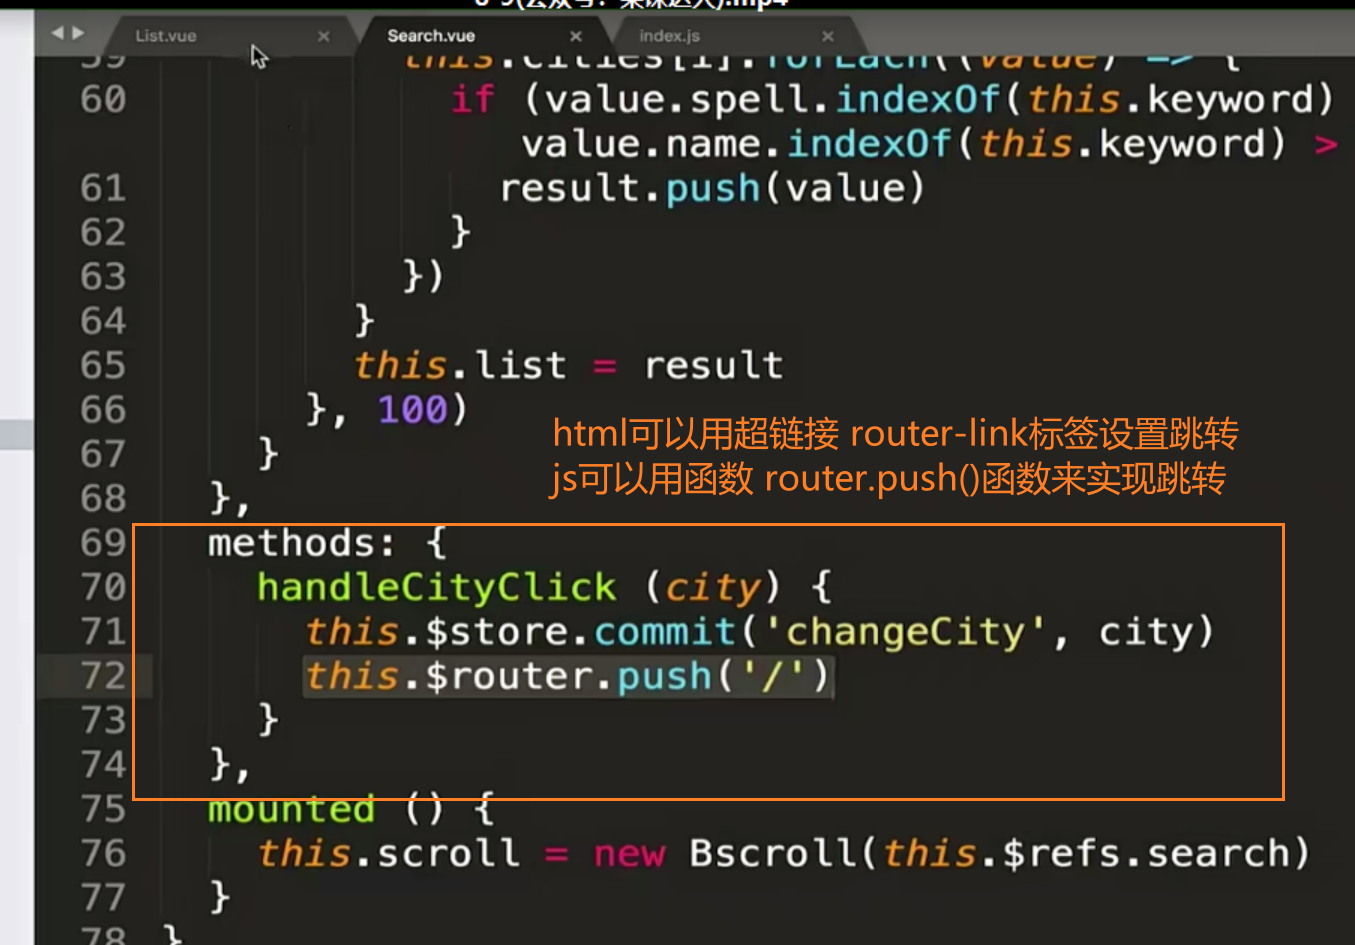 List.vue × Search.vue × index.js ×
59 this.cities[i].forEach((value) => {
60 if (value.spell.indexOf(this.keyword)
value.name.indexOf(this.keyword) >
61 result.push(value)
62 }
63 })
64 }
65 this.list = result
66 }, 100)
html可以用超链接 router-link标签设置跳转
67 }
js可以用函数 router.push()函数来实现跳转
68 },
69 methods: {
70 handleCityClick (city) {
71 this.$store.commit('changeCity', city)
72 this.$router.push('/')
73 }
74 },
75 mounted () {
76 this.scroll = new Bscroll(this.$refs.search)
77 }
78 }